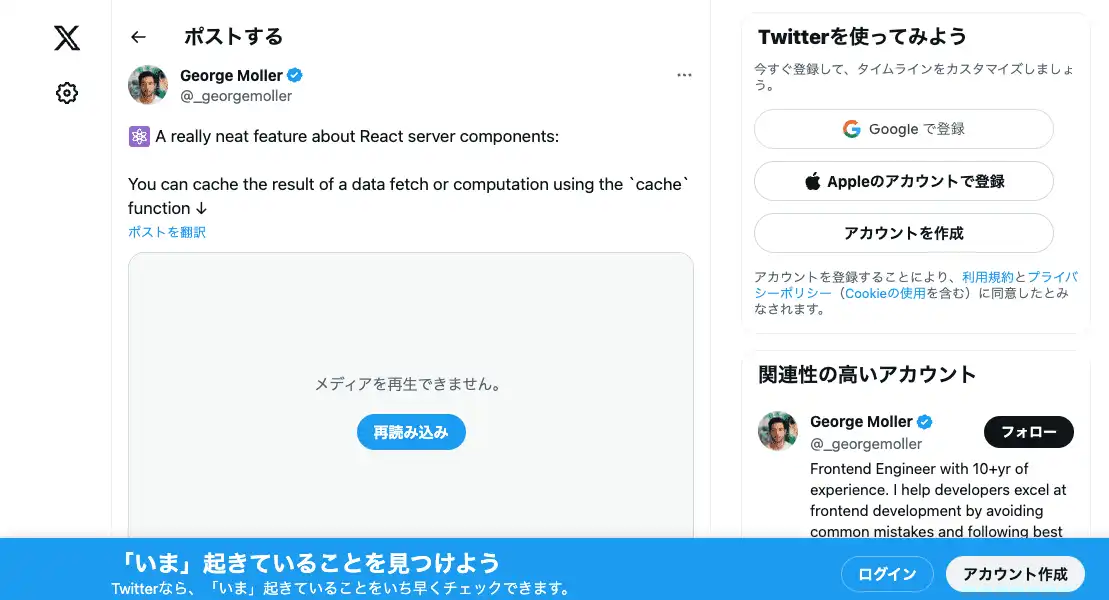 ポストする
George Moller
@_georgemoller
A really neat feature about React server components:
You can cache the result of a data fetch or computation using the `cache`
function ↓
ポストを翻訳
メディアを再生できません。
再読み込み
Twitterを使ってみよう
今すぐ登録して、タイムラインをカスタマイズしましょ
う。
Google で登録
Appleのアカウントで登録
アカウントを作成
アカウントを登録することにより、利用規約とプライバ
シーポリシー（Cookieの使用を含む）に同意したとみ
なされます。
関連性の高いアカウント
George Moller
@_georgemoller
フォロー
Frontend Engineer with 10+yr of
experience. I help developers excel at
frontend development by avoiding
common mistakes and following best
「いま」起きていることを見つけよう
Twitterなら、「いま」起きていることをいち早くチェックできます。
ログイン
アカウント作成